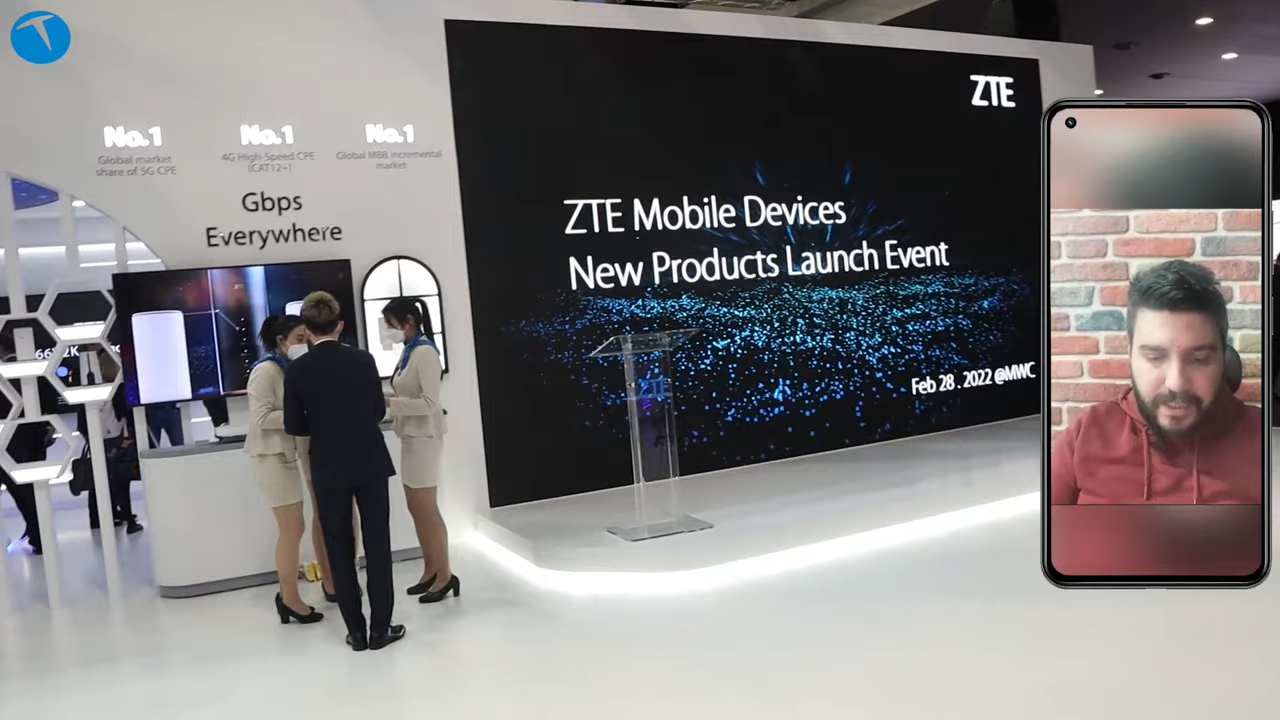 No.1
Global market
share of 5G CPE
No.1
4G High-Speed CPE
(CAT12+)
No.1
Global MBB incremental
market
Gbps
Everywhere
ZTE
ZTE Mobile Devices
New Products Launch Event
Feb 28 . 2022 @MWC